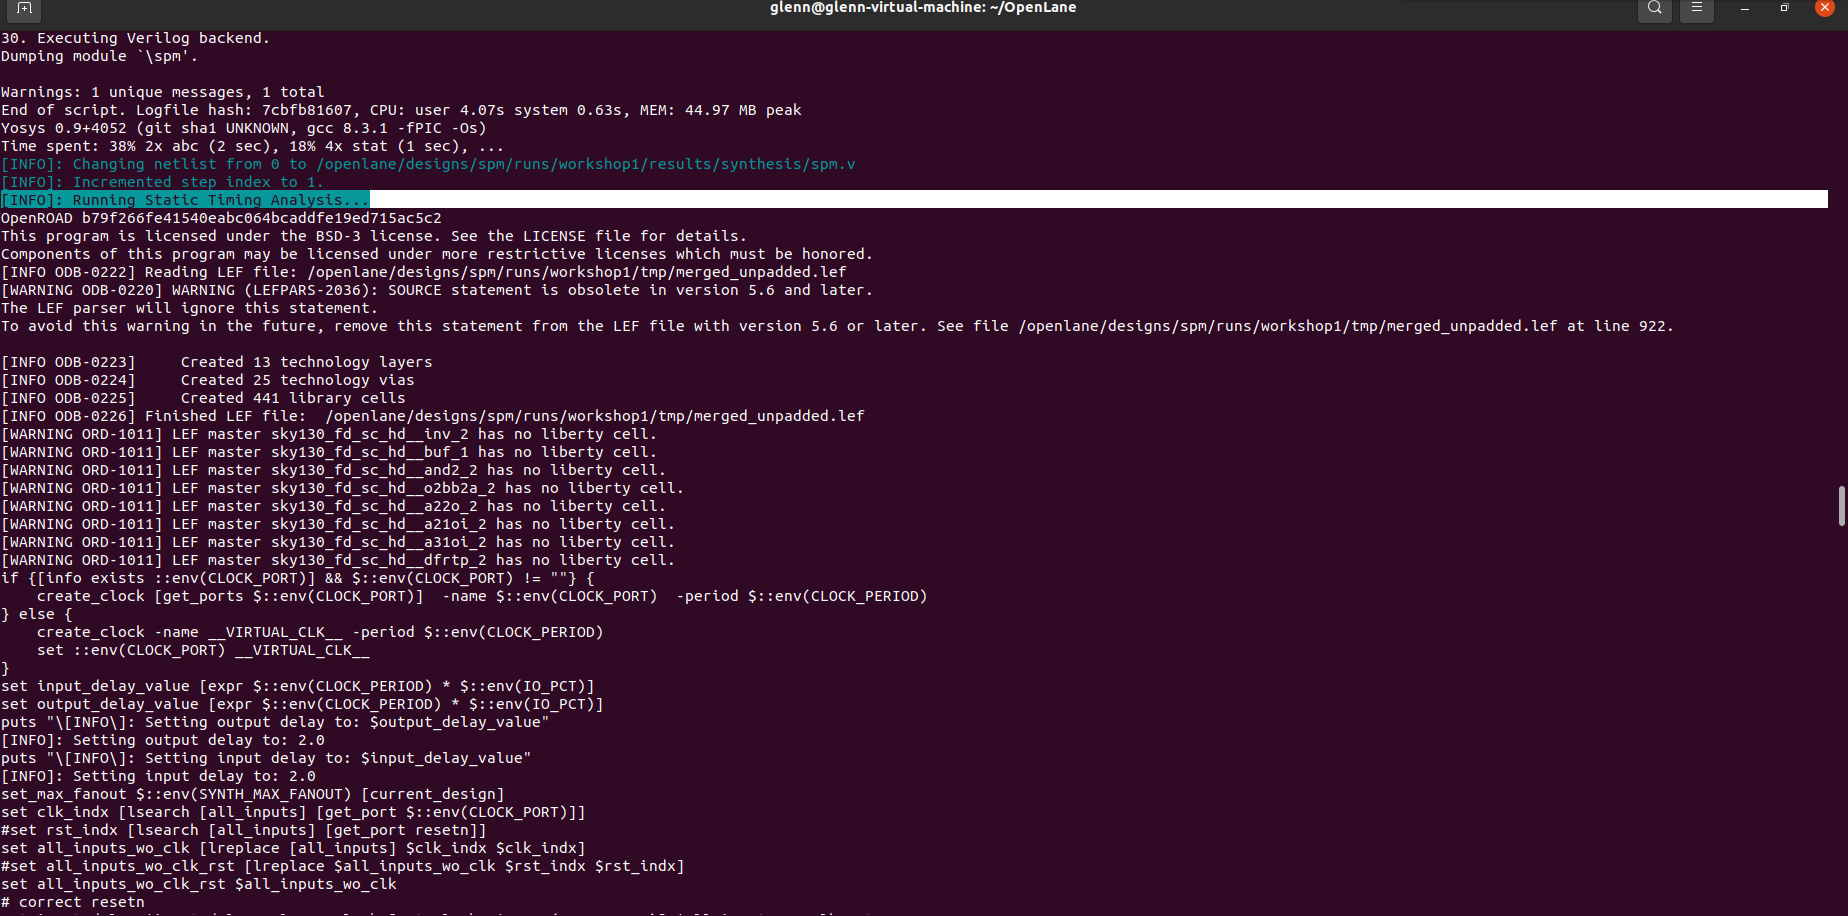 glenn@glenn-virtual-machine: ~/OpenLane
30. Executing Verilog backend.
Dumping module `\spm'.
Warnings: 1 unique messages, 1 total
End of script. Logfile hash: 7cbfb81607, CPU: user 4.07s system 0.63s, MEM: 44.97 MB peak
Yosys 0.9+4052 (git sha1 UNKNOWN, gcc 8.3.1 -fPIC -Os)
Time spent: 38% 2x abc (2 sec), 18% 4x stat (1 sec), ...
[INFO]: Changing netlist from 0 to /openlane/designs/spm/runs/workshop1/results/synthesis/spm.v
[INFO]: Incremented step index to 1.
[INFO]: Running Static Timing Analysis...
OpenROAD b79f266fe41540eabc064bcaddfe19ed715ac5c2
This program is licensed under the BSD-3 license. See the LICENSE file for details.
Components of this program may be licensed under more restrictive licenses which must be honored.
[INFO ODB-0222] Reading LEF file: /openlane/designs/spm/runs/workshop1/tmp/merged_unpadded.lef
[WARNING ODB-0220] WARNING (LEFPARS-2036): SOURCE statement is obsolete in version 5.6 and later.
The LEF parser will ignore this statement.
To avoid this warning in the future, remove this statement from the LEF file with version 5.6 or later. See file /openlane/designs/spm/runs/workshop1/tmp/merged_unpadded.lef at line 922.
[INFO ODB-0223]     Created 13 technology layers
[INFO ODB-0224]     Created 25 technology vias
[INFO ODB-0225]     Created 441 library cells
[INFO ODB-0226] Finished LEF file:  /openlane/designs/spm/runs/workshop1/tmp/merged_unpadded.lef
[WARNING ORD-1011] LEF master sky130_fd_sc_hd__inv_2 has no liberty cell.
[WARNING ORD-1011] LEF master sky130_fd_sc_hd__buf_1 has no liberty cell.
[WARNING ORD-1011] LEF master sky130_fd_sc_hd__and2_2 has no liberty cell.
[WARNING ORD-1011] LEF master sky130_fd_sc_hd__o2bb2a_2 has no liberty cell.
[WARNING ORD-1011] LEF master sky130_fd_sc_hd__a22o_2 has no liberty cell.
[WARNING ORD-1011] LEF master sky130_fd_sc_hd__a21oi_2 has no liberty cell.
[WARNING ORD-1011] LEF master sky130_fd_sc_hd__a31oi_2 has no liberty cell.
[WARNING ORD-1011] LEF master sky130_fd_sc_hd__dfrtp_2 has no liberty cell.
if {[info exists ::env(CLOCK_PORT)] && $::env(CLOCK_PORT) != ""} {
    create_clock [get_ports $::env(CLOCK_PORT)]  -name $::env(CLOCK_PORT)  -period $::env(CLOCK_PERIOD)
} else {
    create_clock -name __VIRTUAL_CLK__ -period $::env(CLOCK_PERIOD)
    set ::env(CLOCK_PORT) __VIRTUAL_CLK__
}
set input_delay_value [expr $::env(CLOCK_PERIOD) * $::env(IO_PCT)]
set output_delay_value [expr $::env(CLOCK_PERIOD) * $::env(IO_PCT)]
puts "\[INFO\]: Setting output delay to: $output_delay_value"
[INFO]: Setting output delay to: 2.0
puts "\[INFO\]: Setting input delay to: $input_delay_value"
[INFO]: Setting input delay to: 2.0
set_max_fanout $::env(SYNTH_MAX_FANOUT) [current_design]
set clk_indx [lsearch [all_inputs] [get_port $::env(CLOCK_PORT)]]
#set rst_indx [lsearch [all_inputs] [get_port resetn]]
set all_inputs_wo_clk [lreplace [all_inputs] $clk_indx $clk_indx]
#set all_inputs_wo_clk_rst [lreplace $all_inputs_wo_clk $rst_indx $rst_indx]
set all_inputs_wo_clk_rst $all_inputs_wo_clk
# correct resetn